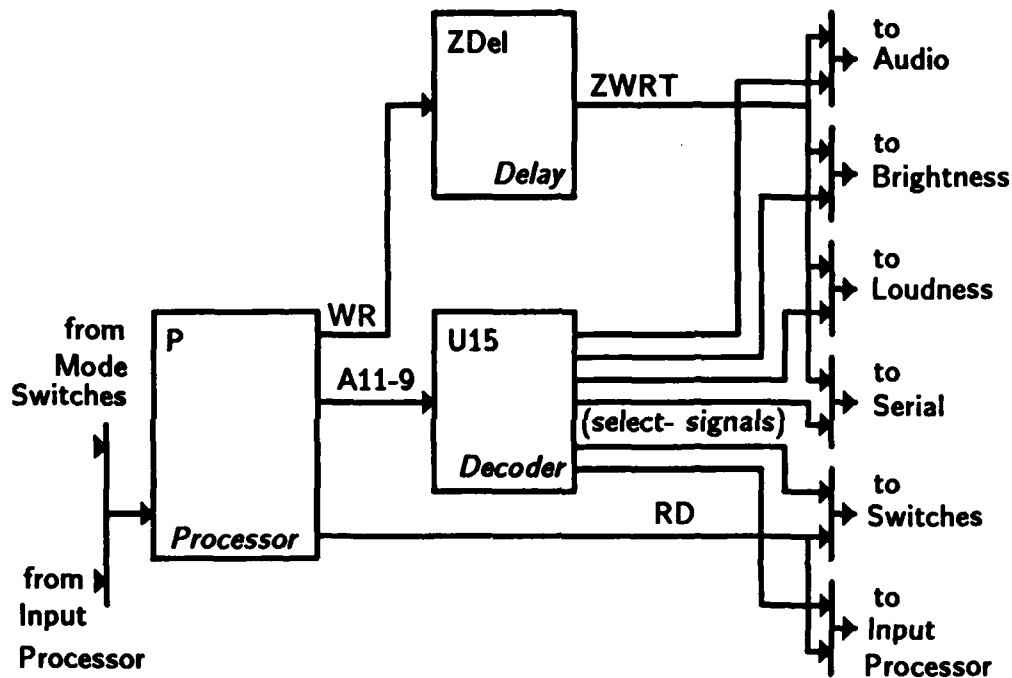 ZDel
Delay
ZWRT
to
Audio
to
Brightness
to
Loudness
to
Serial
to
Switches
to
Input
Processor
from
Mode
Switches
from
Input
Processor
P
Processor
WR
A11-9
RD
U15
Decoder
(select- signals)